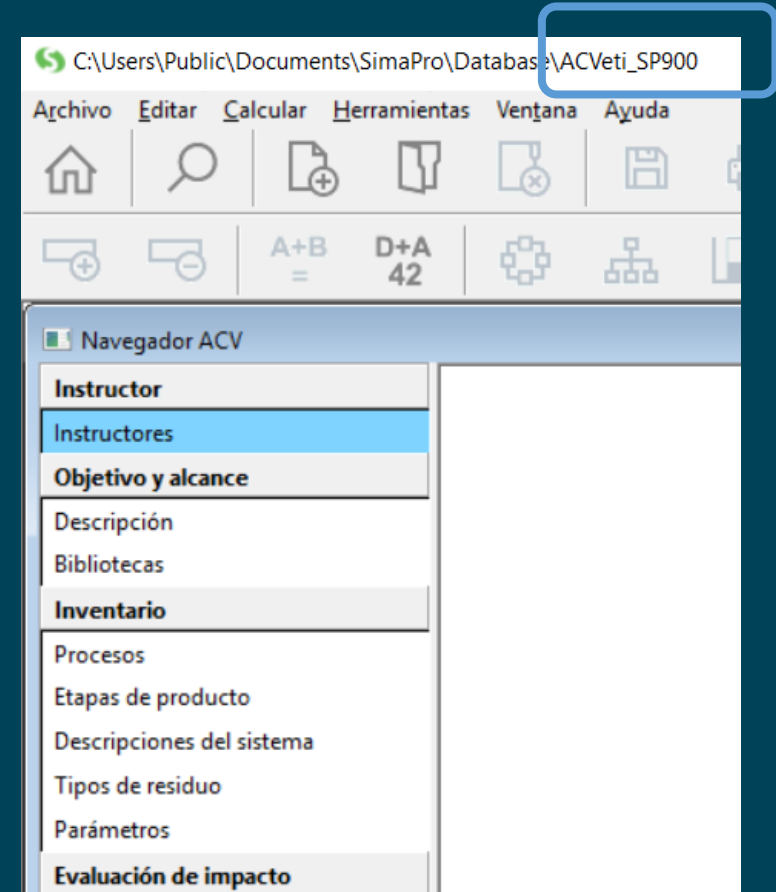 C:\Users\Public\Documents\SimaPro\Database\ACVeti_SP900
Archivo Editar Calcular Herramientas Ventana Ayuda
A+B
=
D+A
42
Navegador ACV
Instructor
Instructores
Objetivo y alcance
Descripción
Bibliotecas
Inventario
Procesos
Etapas de producto
Descripciones del sistema
Tipos de residuo
Parámetros
Evaluación de impacto